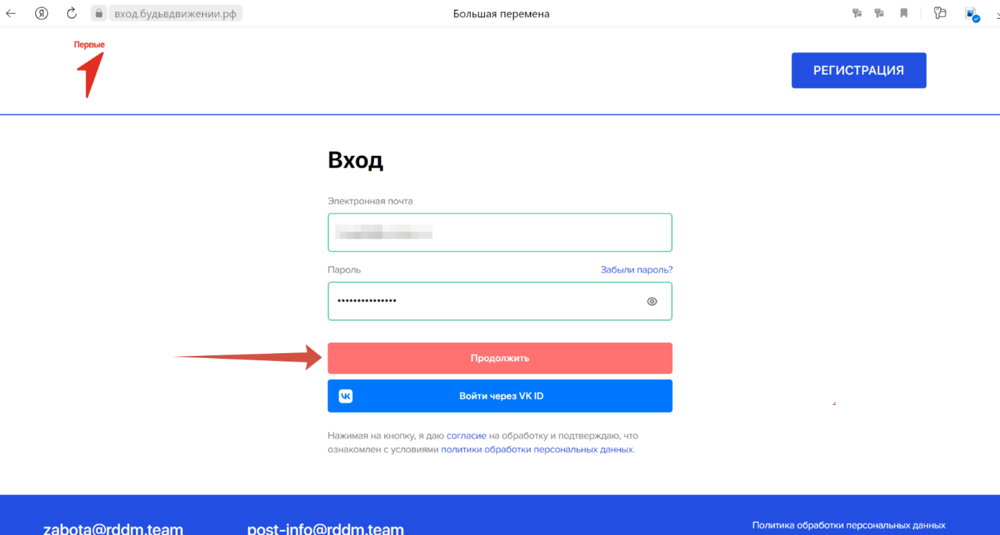 вход.будьвдвижении.рф
Большая перемена
Первые
РЕГИСТРАЦИЯ
Вход
Электронная почта
Пароль
Забыли пароль?
••••••••••••••••
Продолжить
Войти через VK ID
Нажимая на кнопку, я даю согласие на обработку и подтверждаю, что
ознакомлен с условиями политики обработки персональных данных.
zabota@rddm.team
post-info@rddm.team
Политика обработки персональных данных